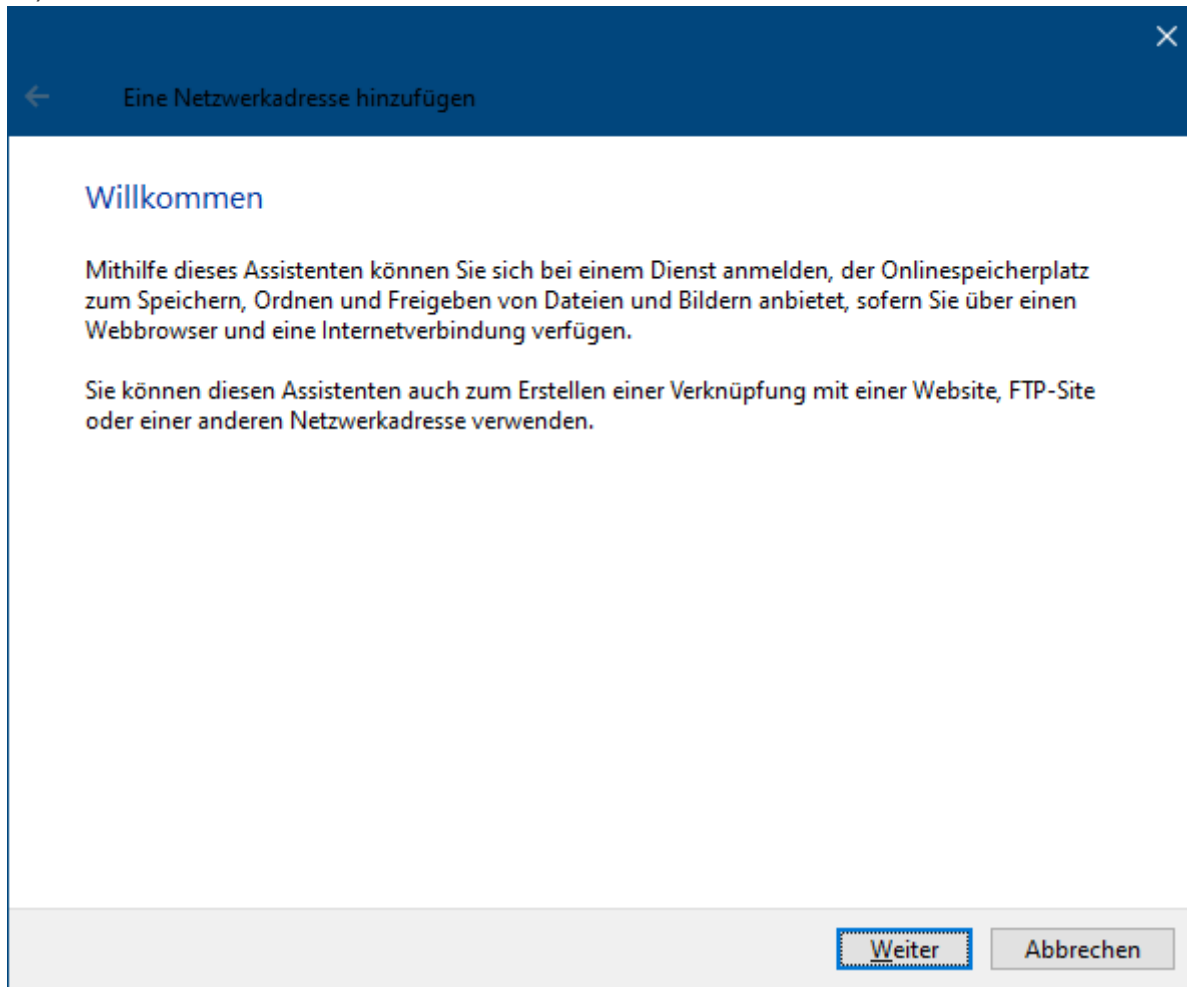 Eine Netzwerkadresse hinzufügen
Willkommen
Mithilfe dieses Assistenten können Sie sich bei einem Dienst anmelden, der Onlinespeicherplatz
zum Speichern, Ordnen und Freigeben von Dateien und Bildern anbietet, sofern Sie über einen
Webbrowser und eine Internetverbindung verfügen.
Sie können diesen Assistenten auch zum Erstellen einer Verknüpfung mit einer Website, FTP-Site
oder einer anderen Netzwerkadresse verwenden.
Weiter Abbrechen